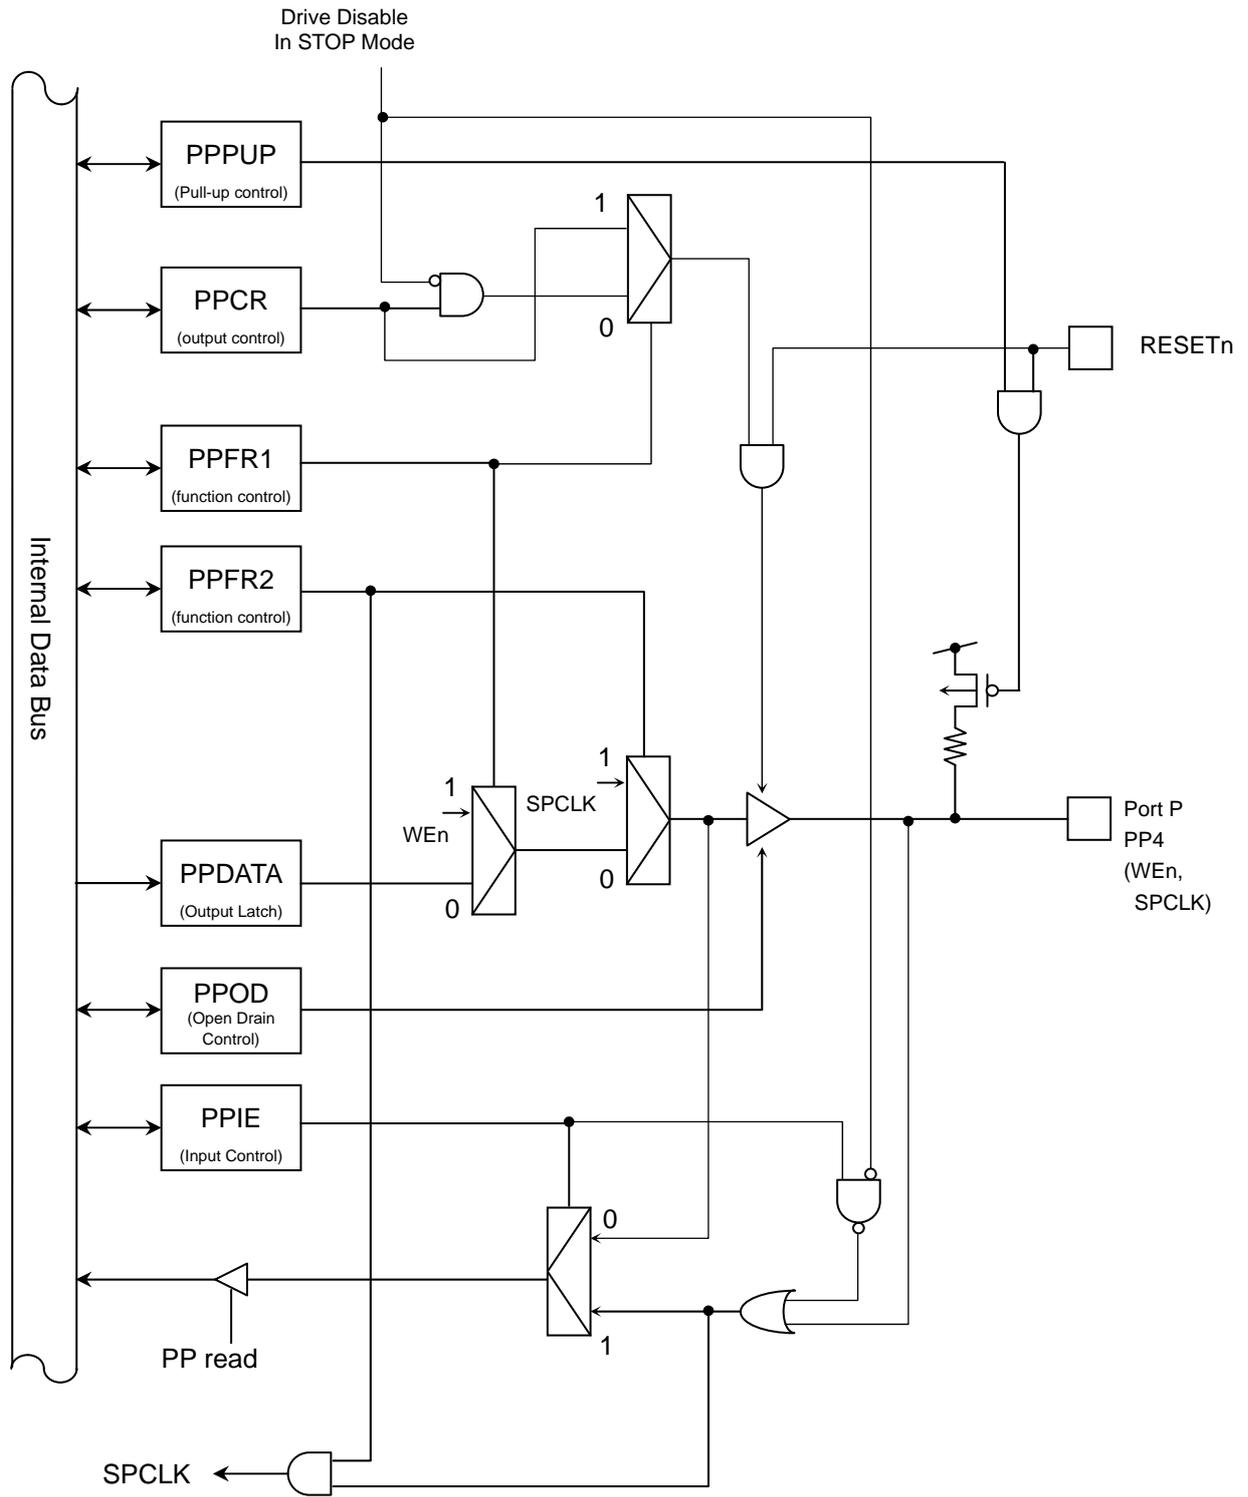 Drive Disable
In STOP Mode
PPPUP
(Pull-up control)
1
PPCR
(output control)
0
RESETn
PPFR1
(function control)
Internal Data Bus
PPFR2
(function control)
1
1
SPCLK
WEn
Port P
PP4
(WEn,
SPCLK)
PPDATA
(Output Latch)
0
0
PPOD
(Open Drain
Control)
PPIE
(Input Control)
0
1
PP read
SPCLK